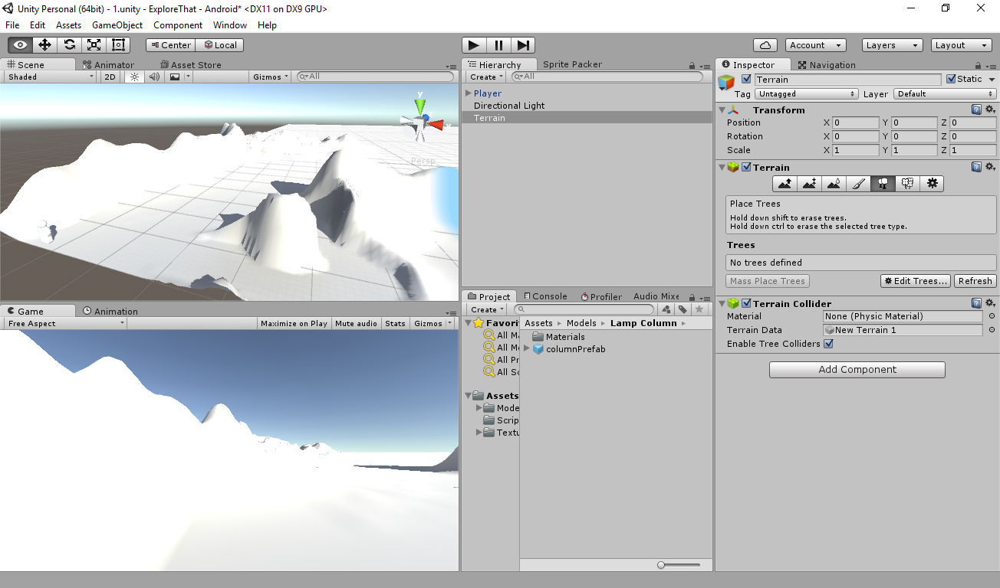 Unity Personal (64bit) - 1.unity - ExploreThat - Android* <DX11 on DX9 GPU>
File Edit Assets GameObject Component Window Help
Center Local
Account Layers Layout
Scene Animator Asset Store
Shaded 2D Gizmos All
y
x
Persp
Game Animation
Free Aspect Maximize on Play Mute audio Stats Gizmos
Hierarchy Sprite Packer
Create All
Player
Directional Light
Terrain
Project Console Profiler Audio Mixe
Create
Favori
All Ma
All Mo
All Pr
All Sc
Assets
Mode
Scrip
Textu
Assets Models Lamp Column
Materials
columnPrefab
Inspector Navigation
Terrain Static
Tag Untagged Layer Default
Transform
Position X 0 Y 0 Z 0
Rotation X 0 Y 0 Z 0
Scale X 1 Y 1 Z 1
Terrain
Place Trees
Hold down shift to erase trees.
Hold down ctrl to erase the selected tree type.
Trees
No trees defined
Mass Place Trees Edit Trees... Refresh
Terrain Collider
Material None (Physic Material)
Terrain Data New Terrain 1
Enable Tree Colliders
Add Component